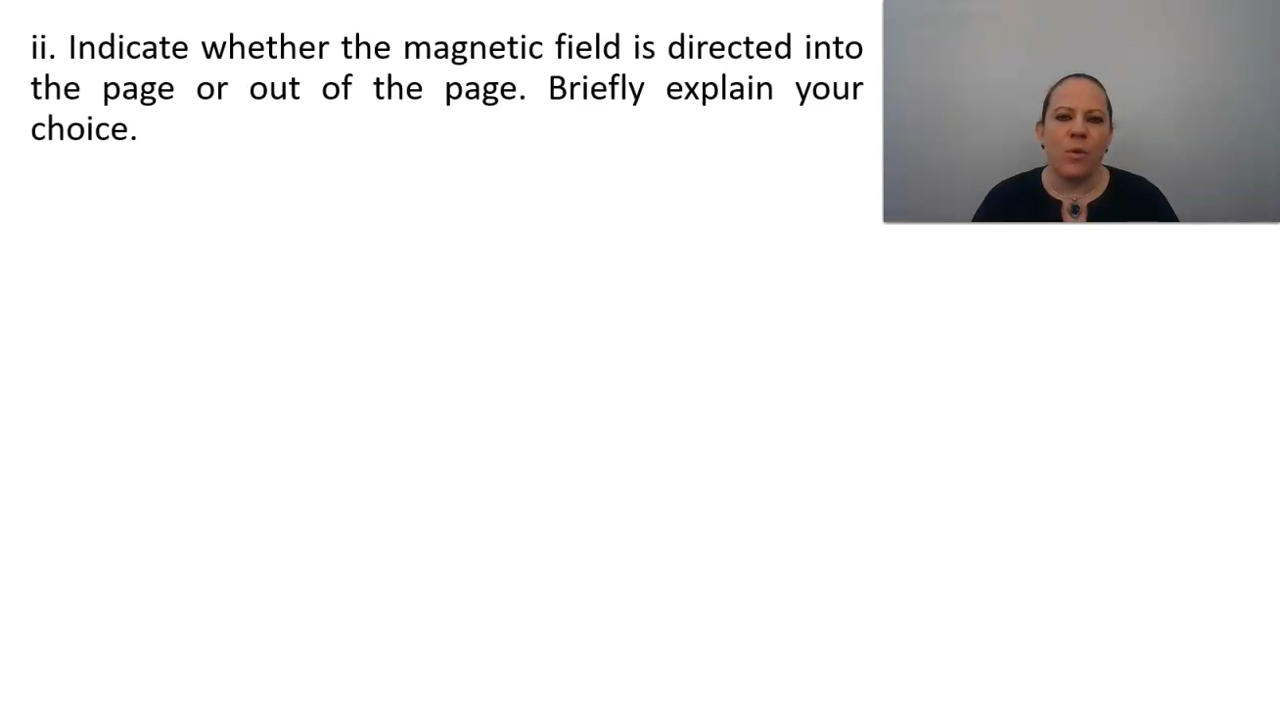 ii. Indicate whether the magnetic field is directed into
the page or out of the page. Briefly explain your
choice.